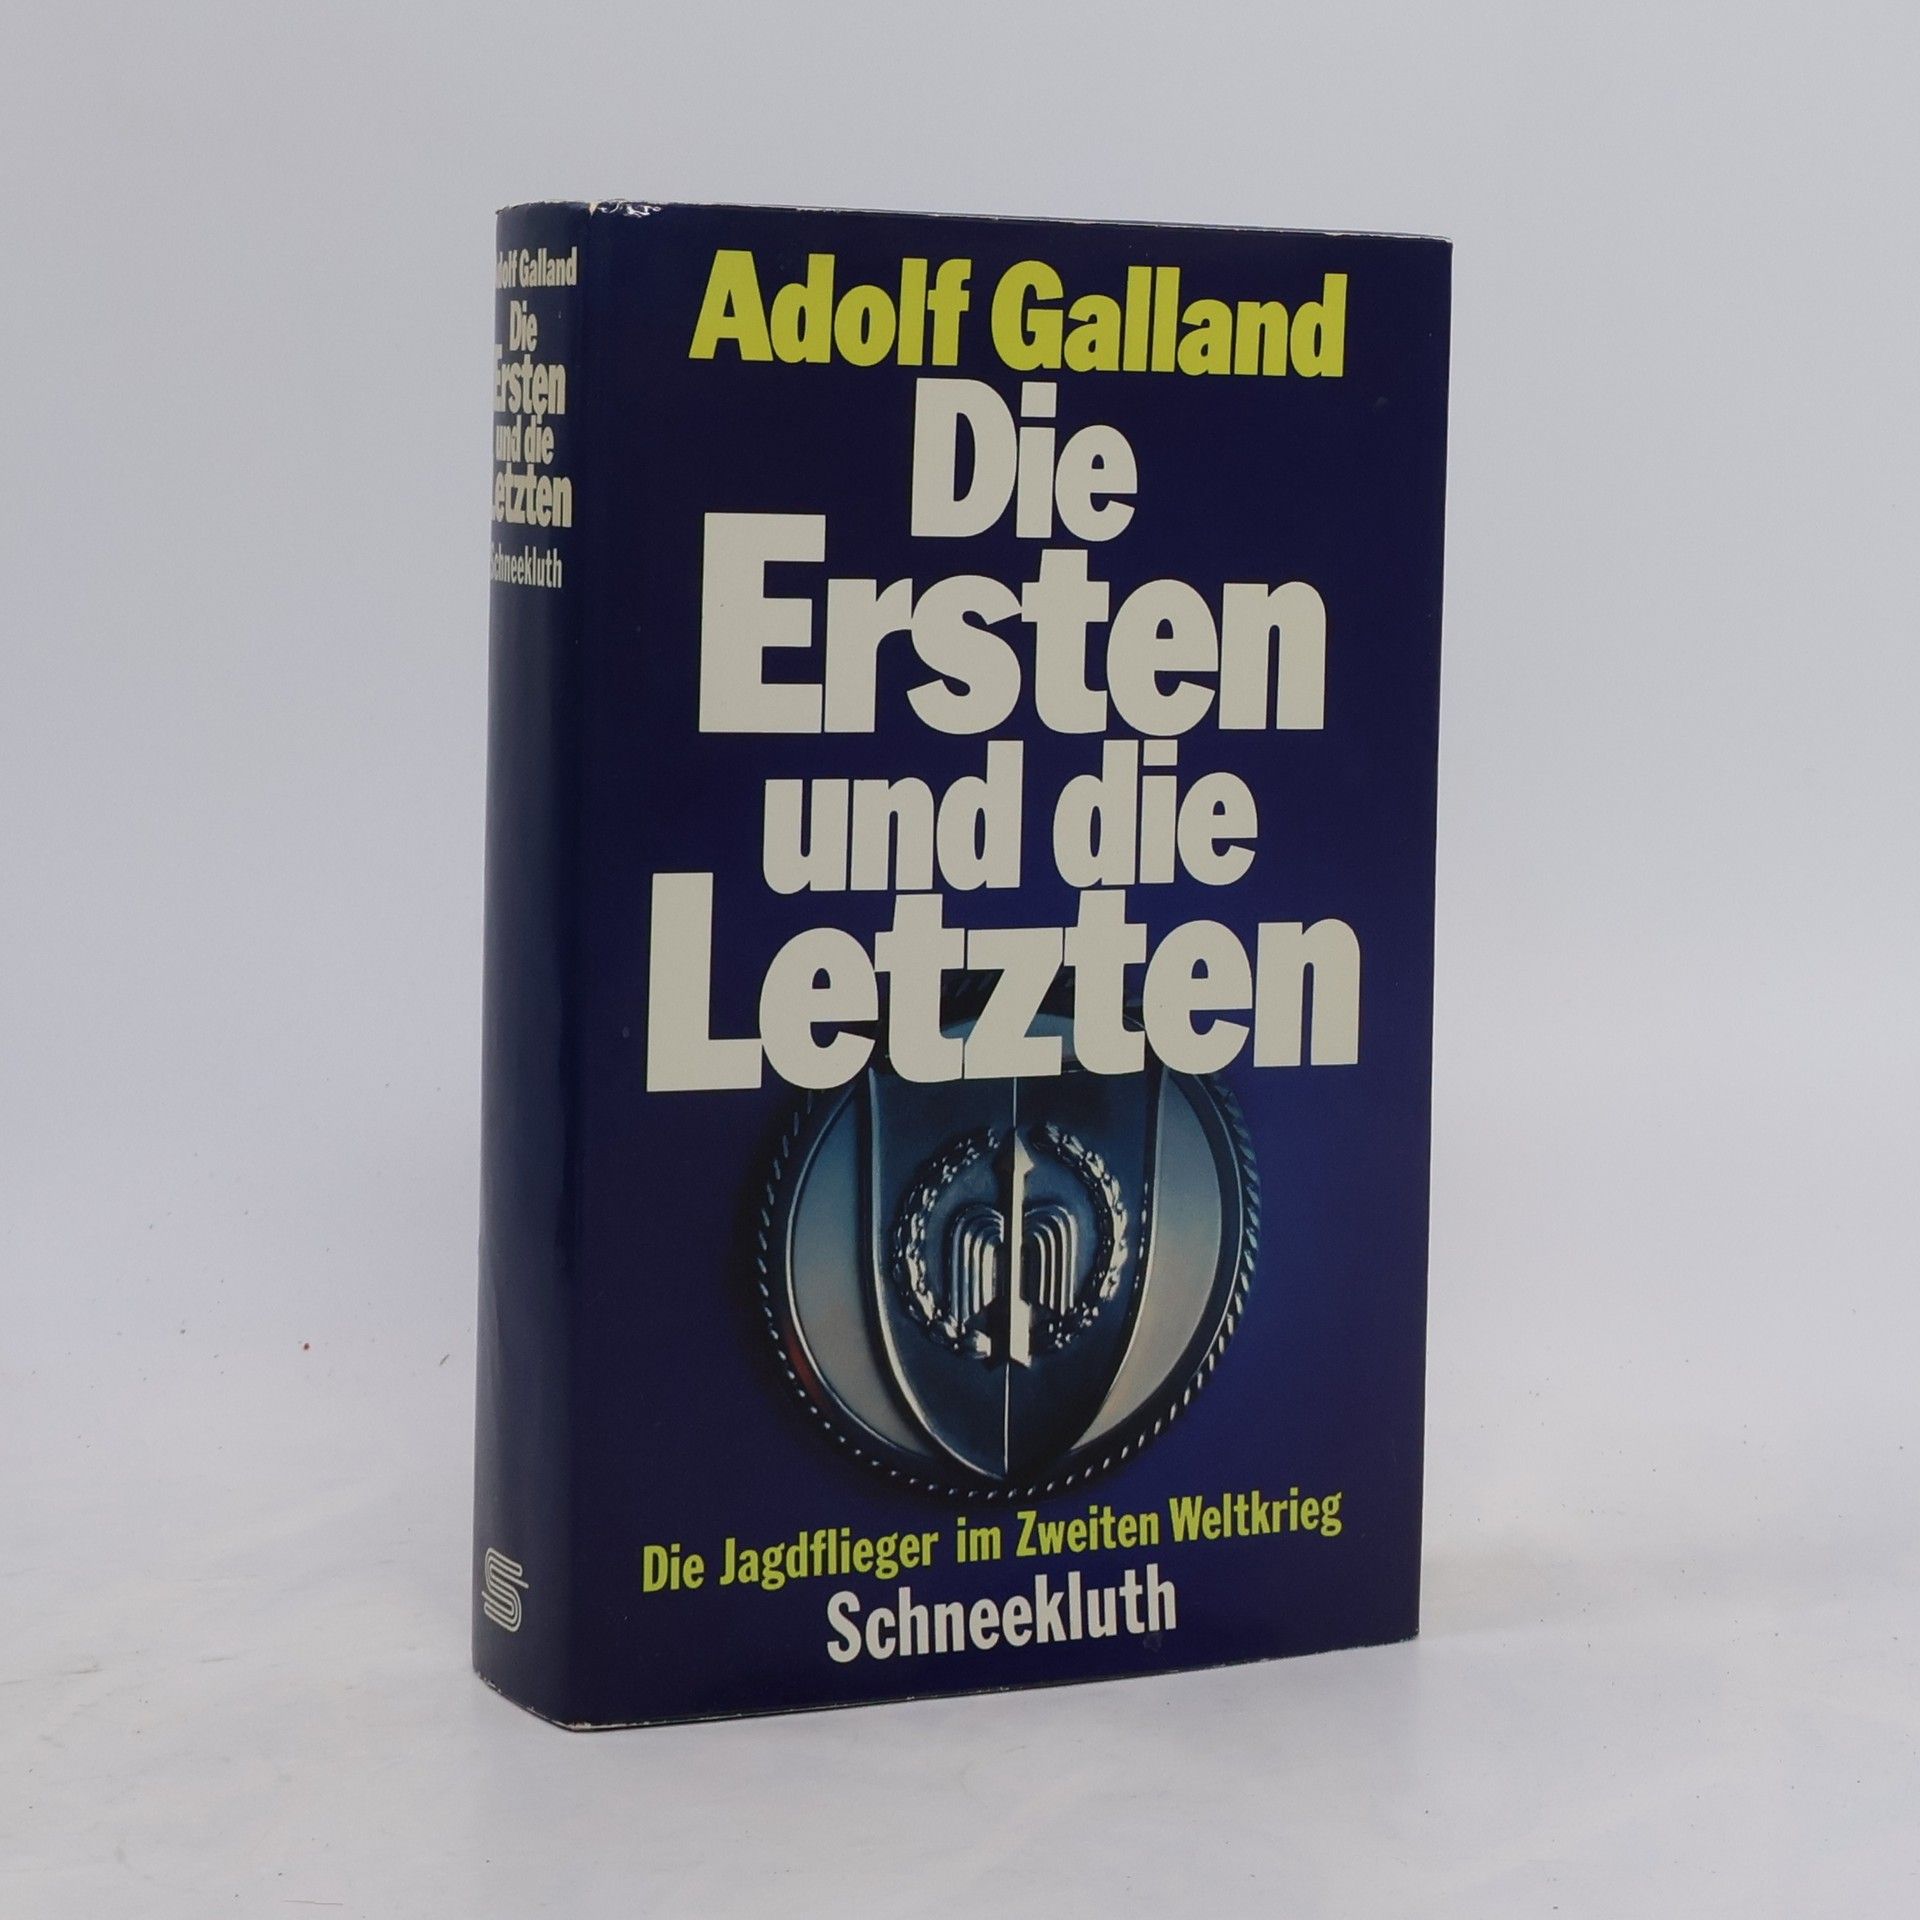 Adolf Galland
Die
Ersten
und die
Letzten
Schneekluth
Adolf Galland
Die
Ersten
und die
Letzten
Die Jagdflieger im Zweiten Weltkrieg
Schneekluth